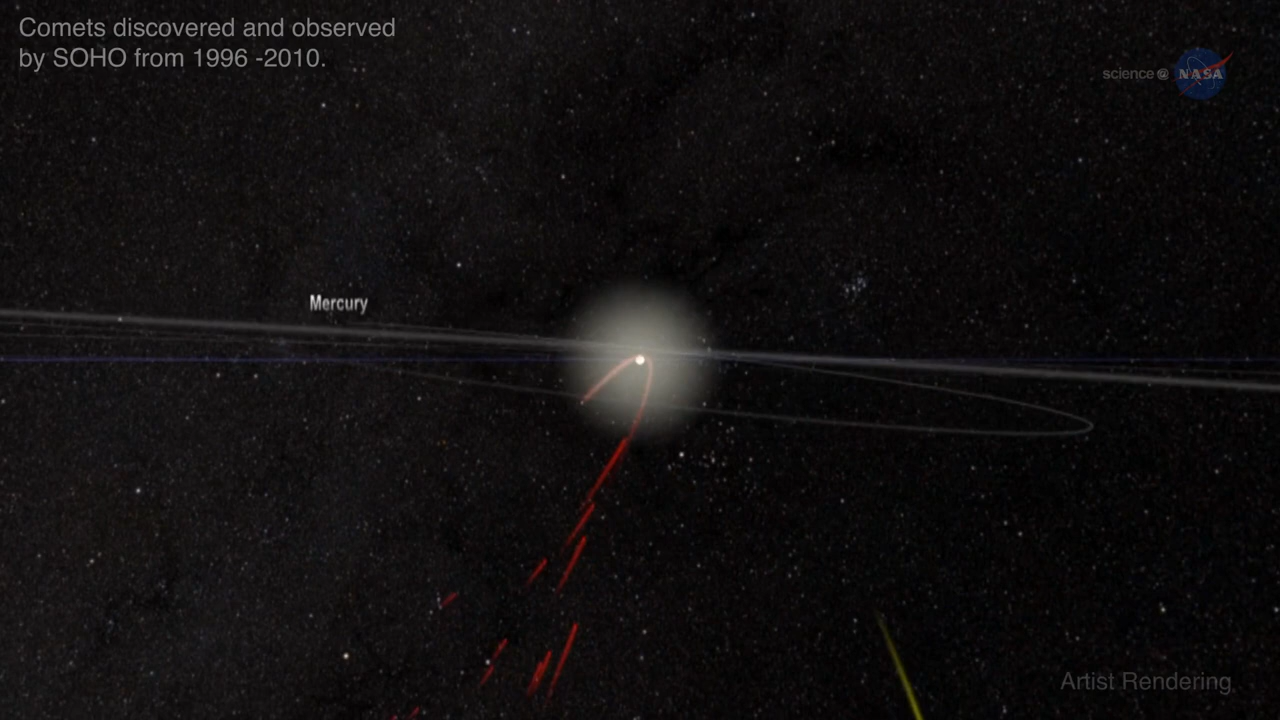 Comets discovered and observed
by SOHO from 1996 -2010.
science@ NASA
Mercury
Artist Rendering